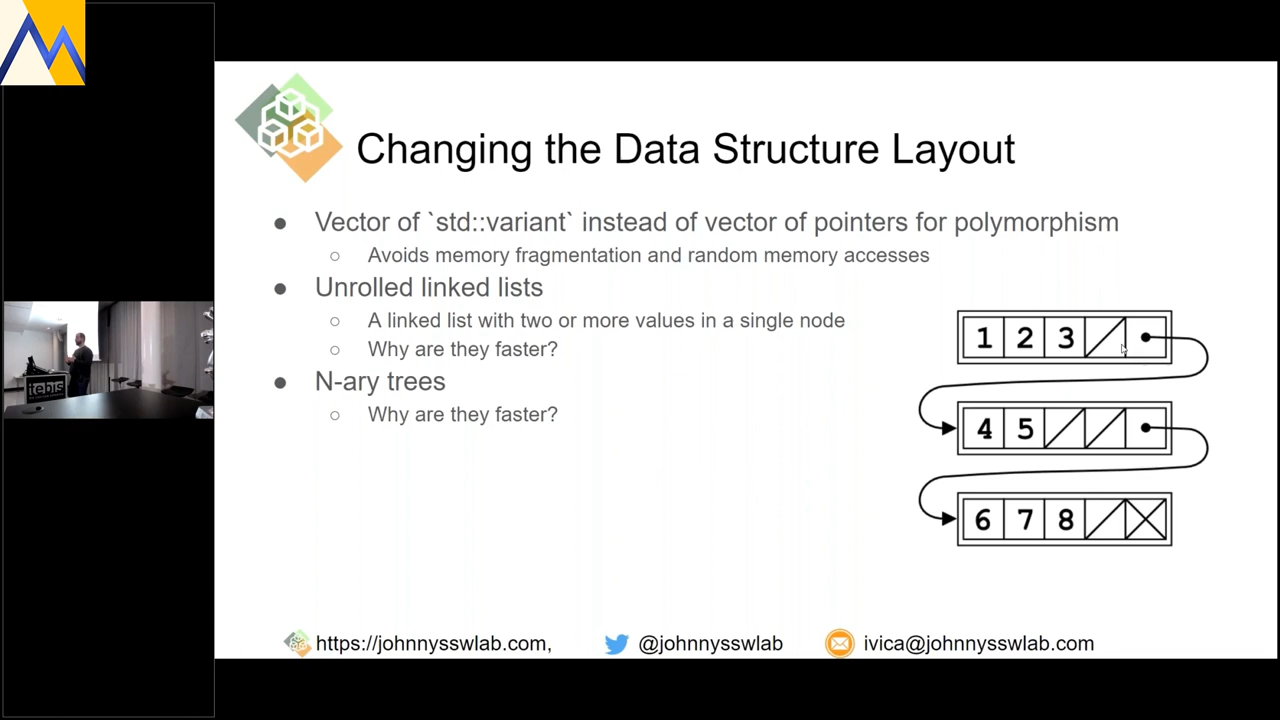 Changing the Data Structure Layout
● Vector of `std::variant` instead of vector of pointers for polymorphism
○ Avoids memory fragmentation and random memory accesses
● Unrolled linked lists
○ A linked list with two or more values in a single node
○ Why are they faster?
● N-ary trees
○ Why are they faster?
1 2 3
4 5
6 7 8
tebis
https://johnnysswlab.com, @johnnysswlab ivica@johnnysswlab.com